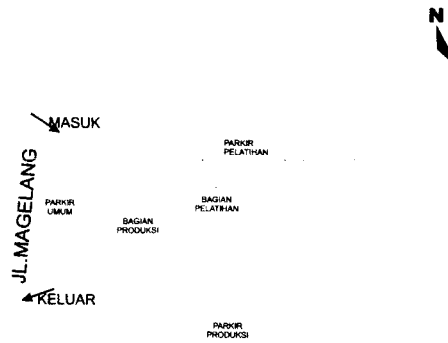 N
MASUK
PARKIR
PELATIHAN
JL.MAGELANG
PARKIR
UMUM
BAGIAN
PELATIHAN
BAGIAN
PRODUKSI
KELUAR
PARKIR
PRODUKSI